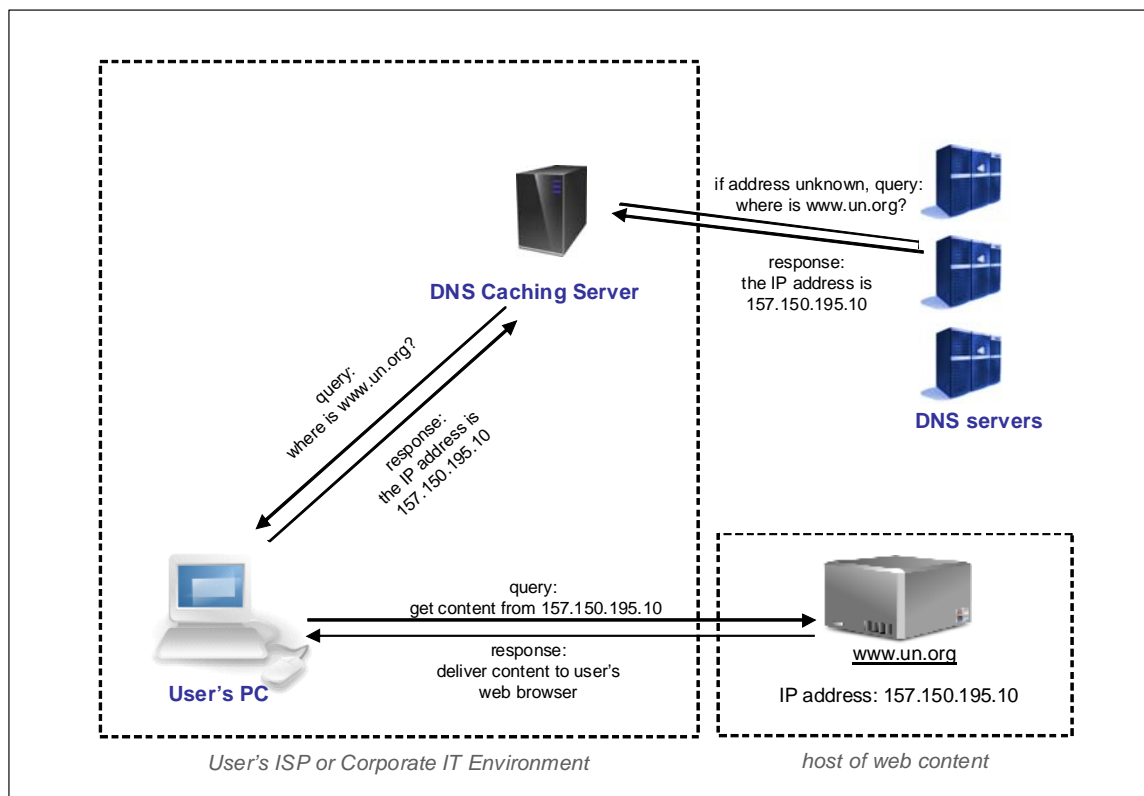 if address unknown, query:
where is www.un.org?
response:
the IP address is
157.150.195.10
DNS Caching Server
DNS servers
query:
where is www.un.org?
response:
the IP address is
157.150.195.10
query:
get content from 157.150.195.10
response:
deliver content to user's
web browser
User's PC
www.un.org
IP address: 157.150.195.10
User's ISP or Corporate IT Environment
host of web content